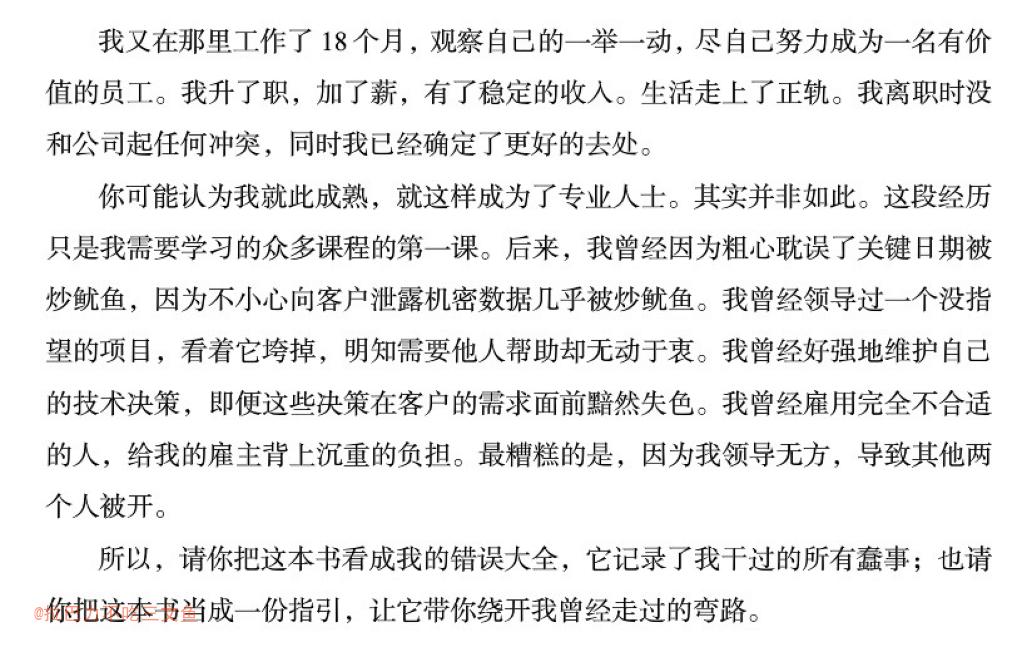 我又在那里工作了 18 个月，观察自己的一举一动，尽自己努力成为一名有价
值的员工。我升了职，加了薪，有了稳定的收入。生活走上了正轨。我离职时没
和公司起任何冲突，同时我已经确定了更好的去处。
你可能认为我就此成熟，就这样成为了专业人士。其实并非如此。这段经历
只是我需要学习的众多课程的第一课。后来，我曾经因为粗心耽误了关键日期被
炒鱿鱼，因为不小心向客户泄露机密数据几乎被炒鱿鱼。我曾经领导过一个没指
望的项目，看着它垮掉，明知需要他人帮助却无动于衷。我曾经好强地维护自己
的技术决策，即便这些决策在客户的需求面前黯然失色。我曾经雇用完全不合适
的人，给我的雇主背上沉重的负担。最糟糕的是，因为我领导无方，导致其他两
个人被开。
所以，请你把这本书看成我的错误大全，它记录了我干过的所有蠢事；也请
你把这本书当成一份指引，让它带你绕开我曾经走过的弯路。